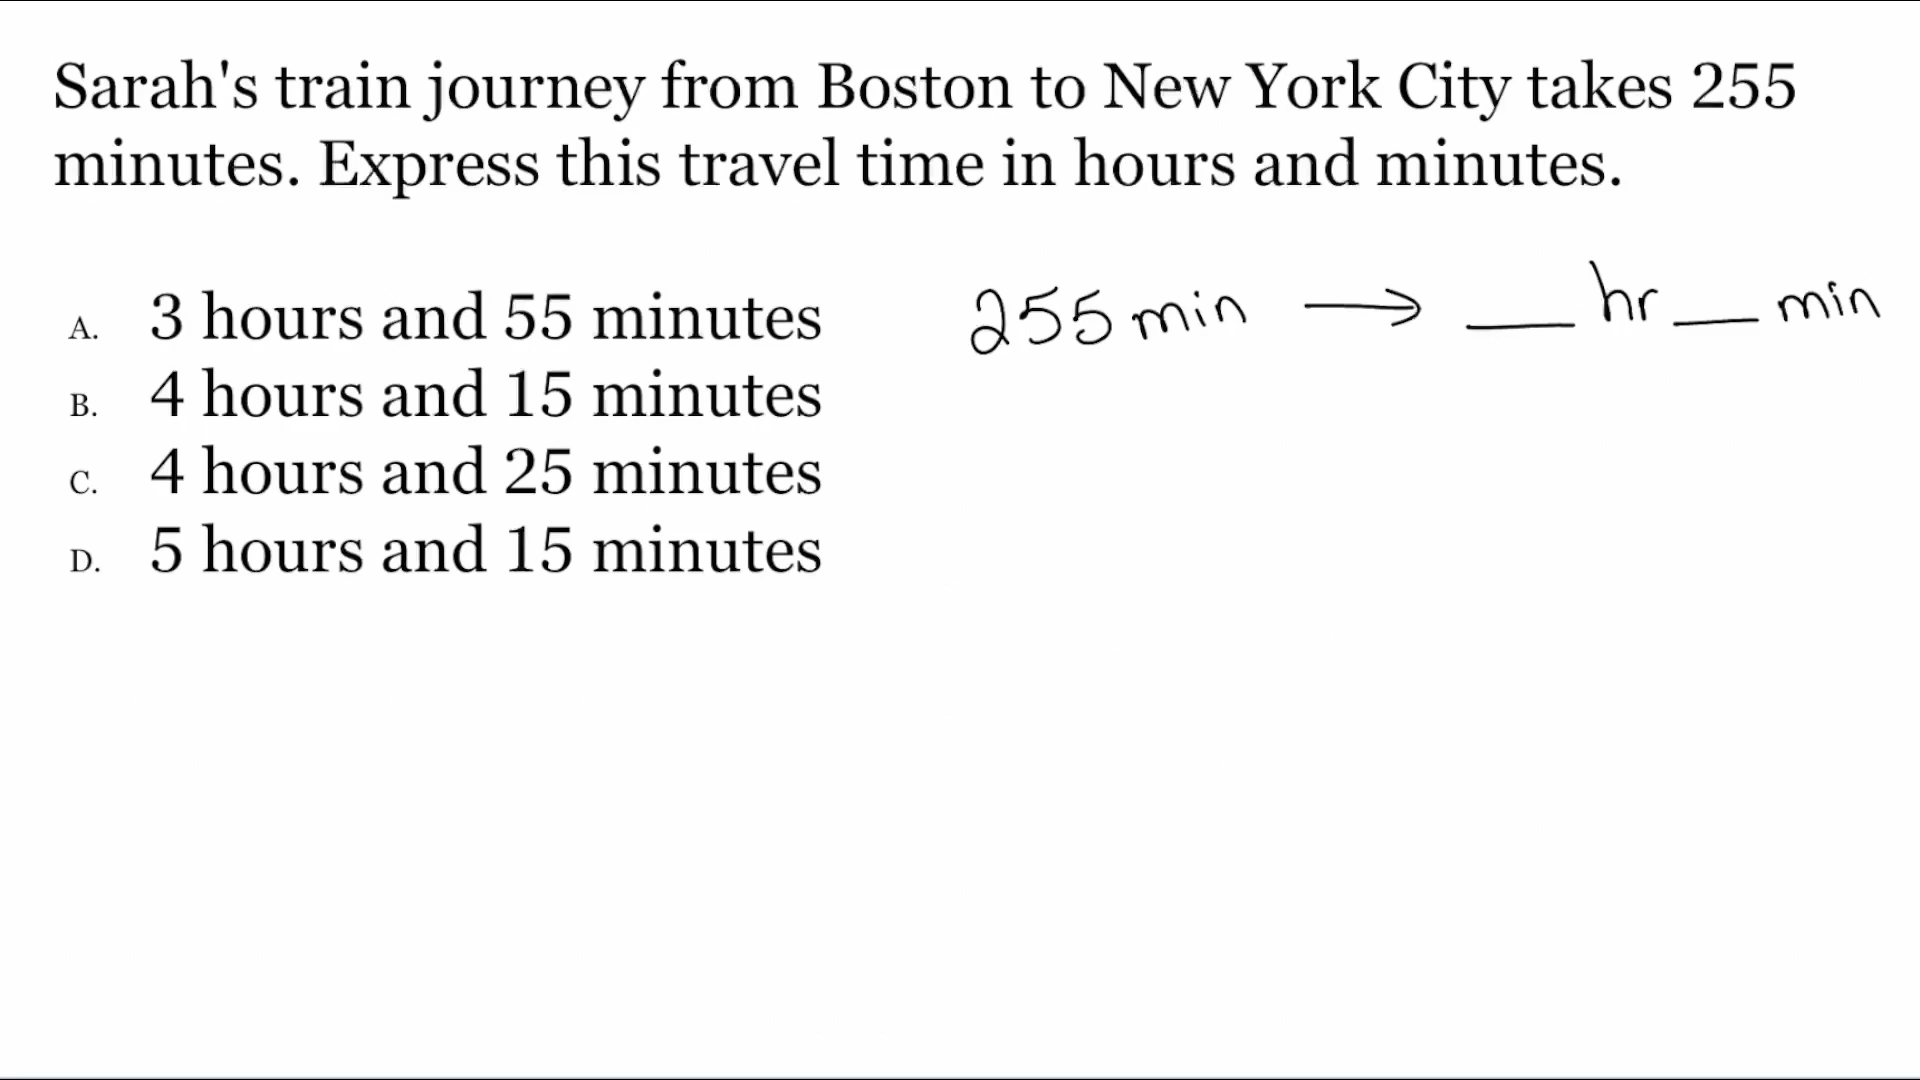 Sarah's train journey from Boston to New York City takes 255
minutes. Express this travel time in hours and minutes.
A. 3 hours and 55 minutes
255 min → __ hr __ min
B. 4 hours and 15 minutes
C. 4 hours and 25 minutes
D. 5 hours and 15 minutes